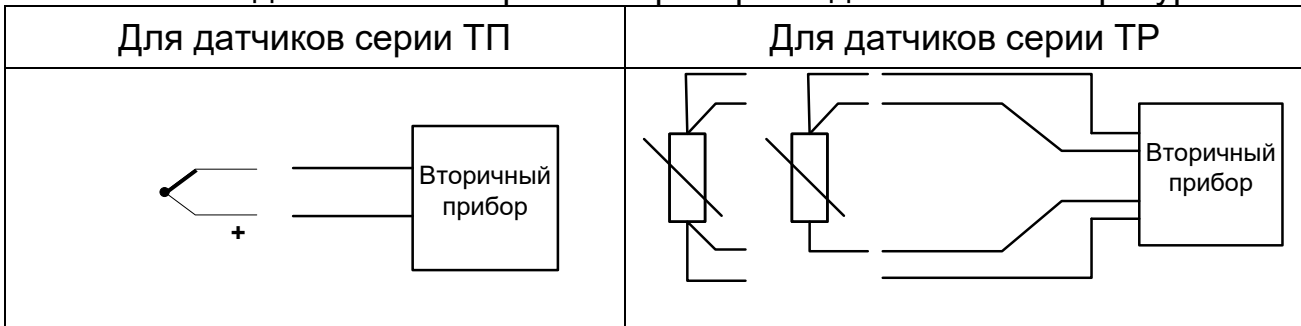 Для датчиков серии ТП
Для датчиков серии ТР
Вторичный
прибор
+
Вторичный
прибор